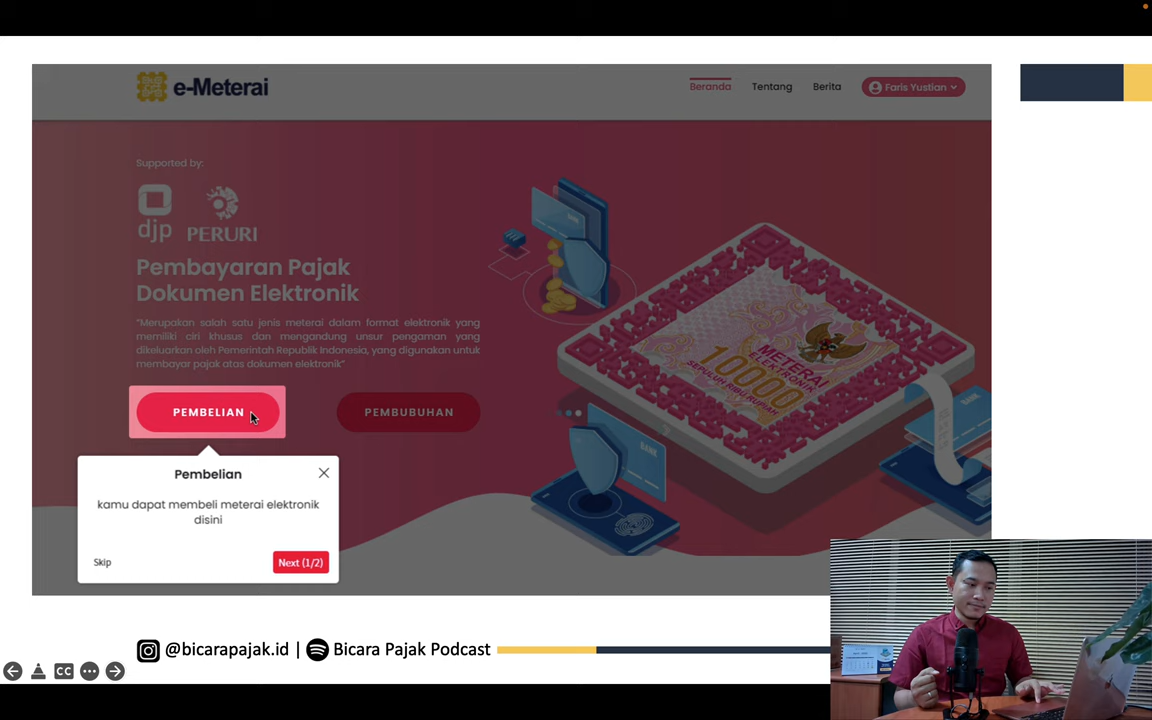 e-Meterai
Beranda
Tentang
Berita
Faris Yustian
Supported by:
djp
PERURI
Pembayaran Pajak
Dokumen Elektronik
“Merupakan salah satu jenis meterai dalam format elektronik yang
memiliki ciri khusus dan mengandung unsur pengaman yang
dikeluarkan oleh Pemerintah Republik Indonesia, yang digunakan untuk
membayar pajak atas dokumen elektronik”
PEMBELIAN
PEMBUBUHAN
BANK
10000
METERAI
ELEKTRONIK
SEPULUH RIBU RUPIAH
BANK
Pembelian
kamu dapat membeli meterai elektronik
disini
Skip
Next (1/2)
@bicarapajak.id | Bicara Pajak Podcast
CC